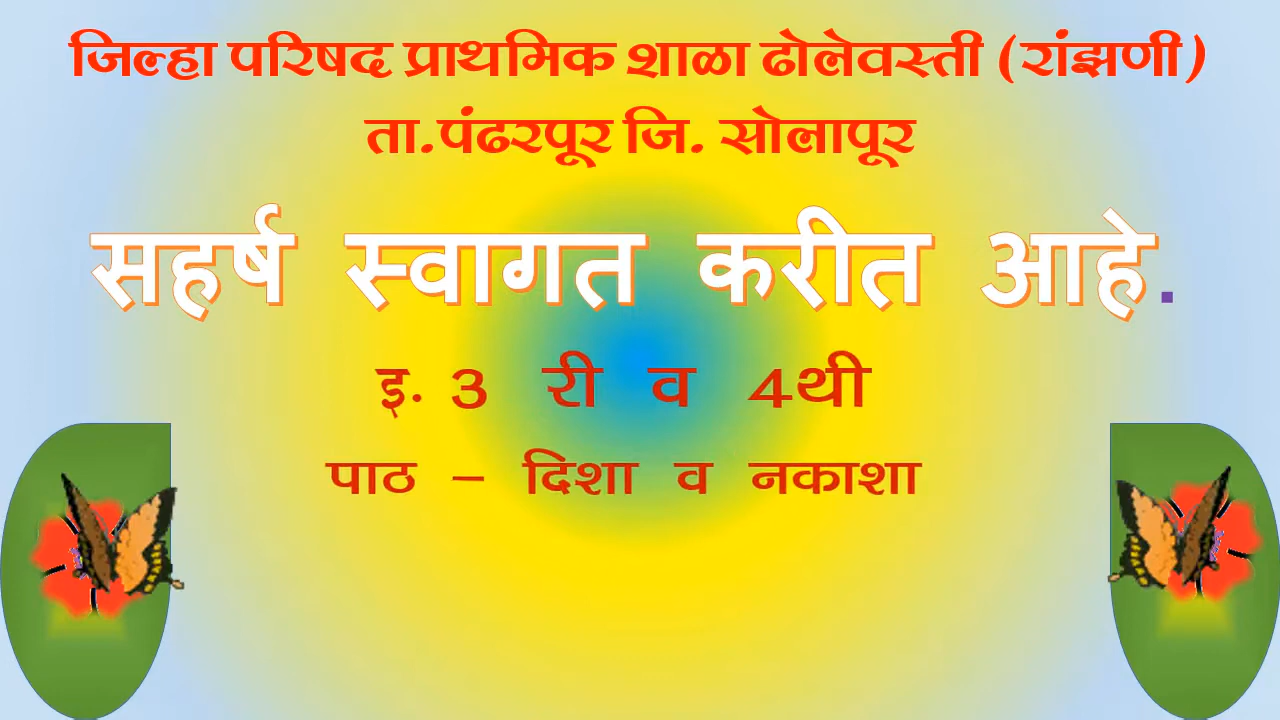 जिल्हा परिषद प्राथमिक शाळा ढोलेवस्ती (रांझणी)
ता.पंढरपूर जि. सोलापूर
सहर्ष स्वागत करीत आहे.
इ. 3 री व 4थी
पाठ – दिशा व नकाशा